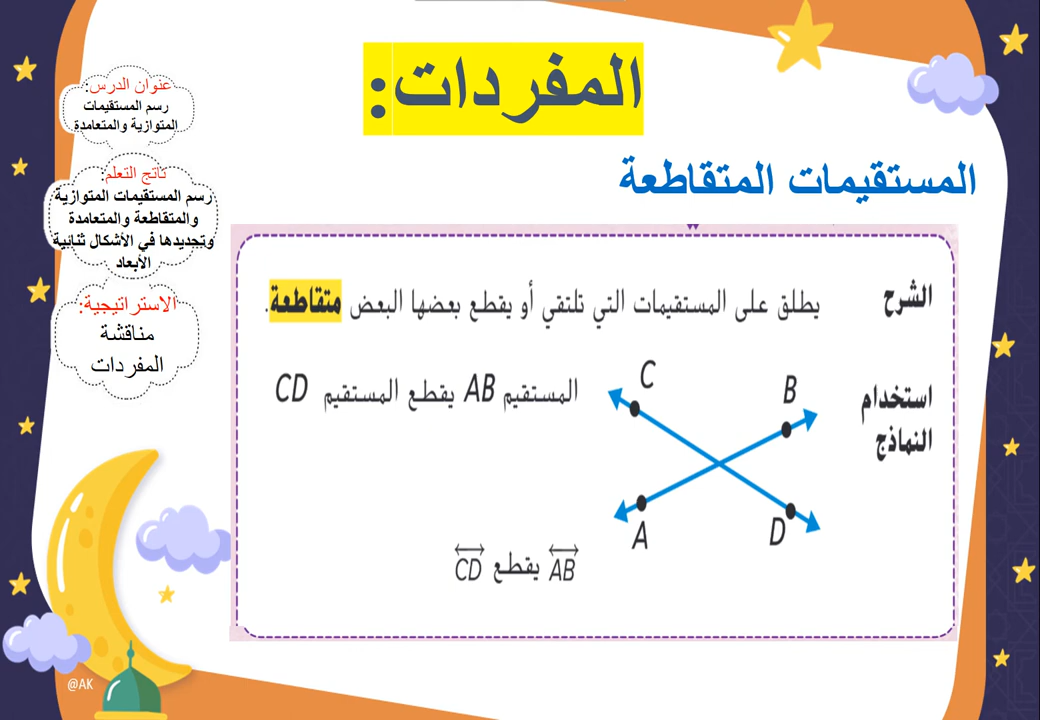 المفردات:
المستقيمات المتقاطعة
عنوان الدرس:
رسم المستقيمات
المتوازية والمتعامدة
ناتج التعلم:
رسم المستقيمات المتوازية
والمتقاطعة والمتعامدة
وتحديدها في الأشكال ثنائية
الأبعاد
الاستراتيجية:
مناقشة
المفردات
الشرح
يطلق على المستقيمات التي تلتقي أو يقطع بعضها البعض متقاطعة.
استخدام
النماذج
C
B
A
D
المستقيم AB يقطع المستقيم CD
AB يقطع CD
@AK